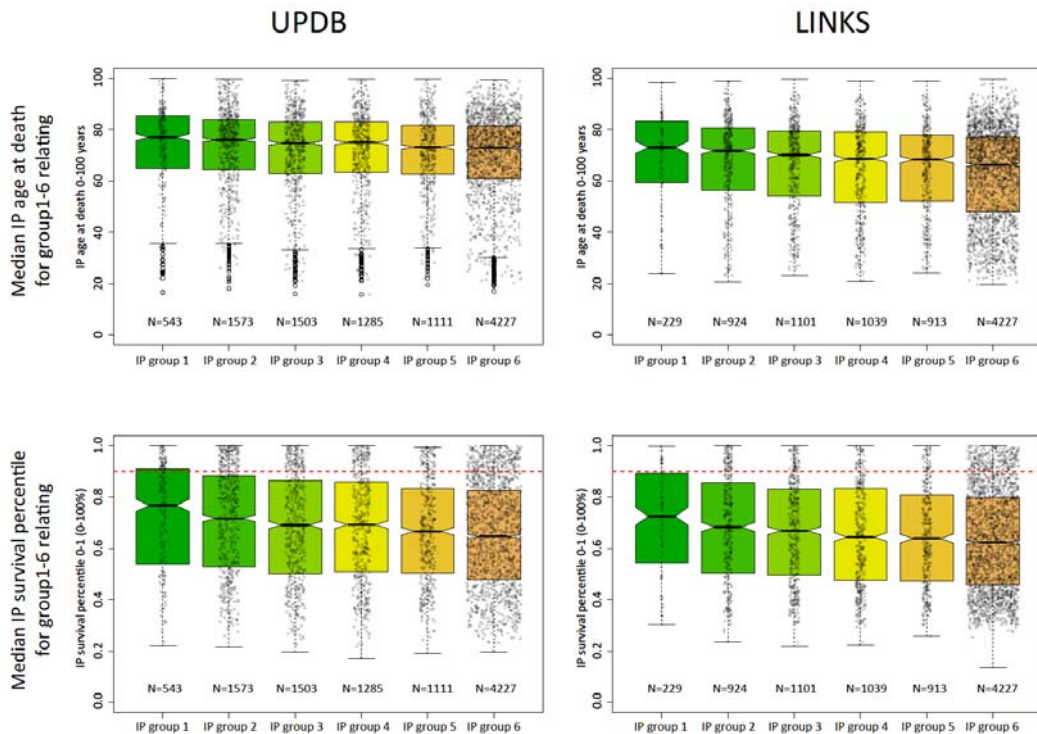 UPDB
LINKS
Median IP age at death
for group1-6 relating
IP age at death 0-100 years
100
80
60
40
20
0
N=543
N=1573
N=1503
N=1285
N=1111
N=4227
IP group 1
IP group 2
IP group 3
IP group 4
IP group 5
IP group 6
IP age at death 0-100 years
100
80
60
40
20
0
N=229
N=924
N=1101
N=1039
N=913
N=4227
IP group 1
IP group 2
IP group 3
IP group 4
IP group 5
IP group 6
Median IP survival percentile
for group1-6 relating
IP survival percentile 0-1 (0-100%)
1.0
0.8
0.6
0.4
0.2
0.0
N=543
N=1573
N=1503
N=1285
N=1111
N=4227
IP group 1
IP group 2
IP group 3
IP group 4
IP group 5
IP group 6
IP survival percentile 0-1 (0-100%)
1.0
0.8
0.6
0.4
0.2
0.0
N=229
N=924
N=1101
N=1039
N=913
N=4227
IP group 1
IP group 2
IP group 3
IP group 4
IP group 5
IP group 6